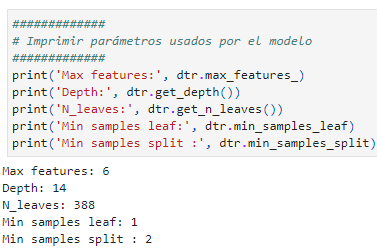 #############
# Imprimir parámetros usados por el modelo
#############
print('Max features:', dtr.max_features_)
print('Depth:', dtr.get_depth())
print('N_leaves:', dtr.get_n_leaves())
print('Min samples leaf:', dtr.min_samples_leaf)
print('Min samples split :', dtr.min_samples_split)
Max features: 6
Depth: 14
N_leaves: 388
Min samples leaf: 1
Min samples split : 2